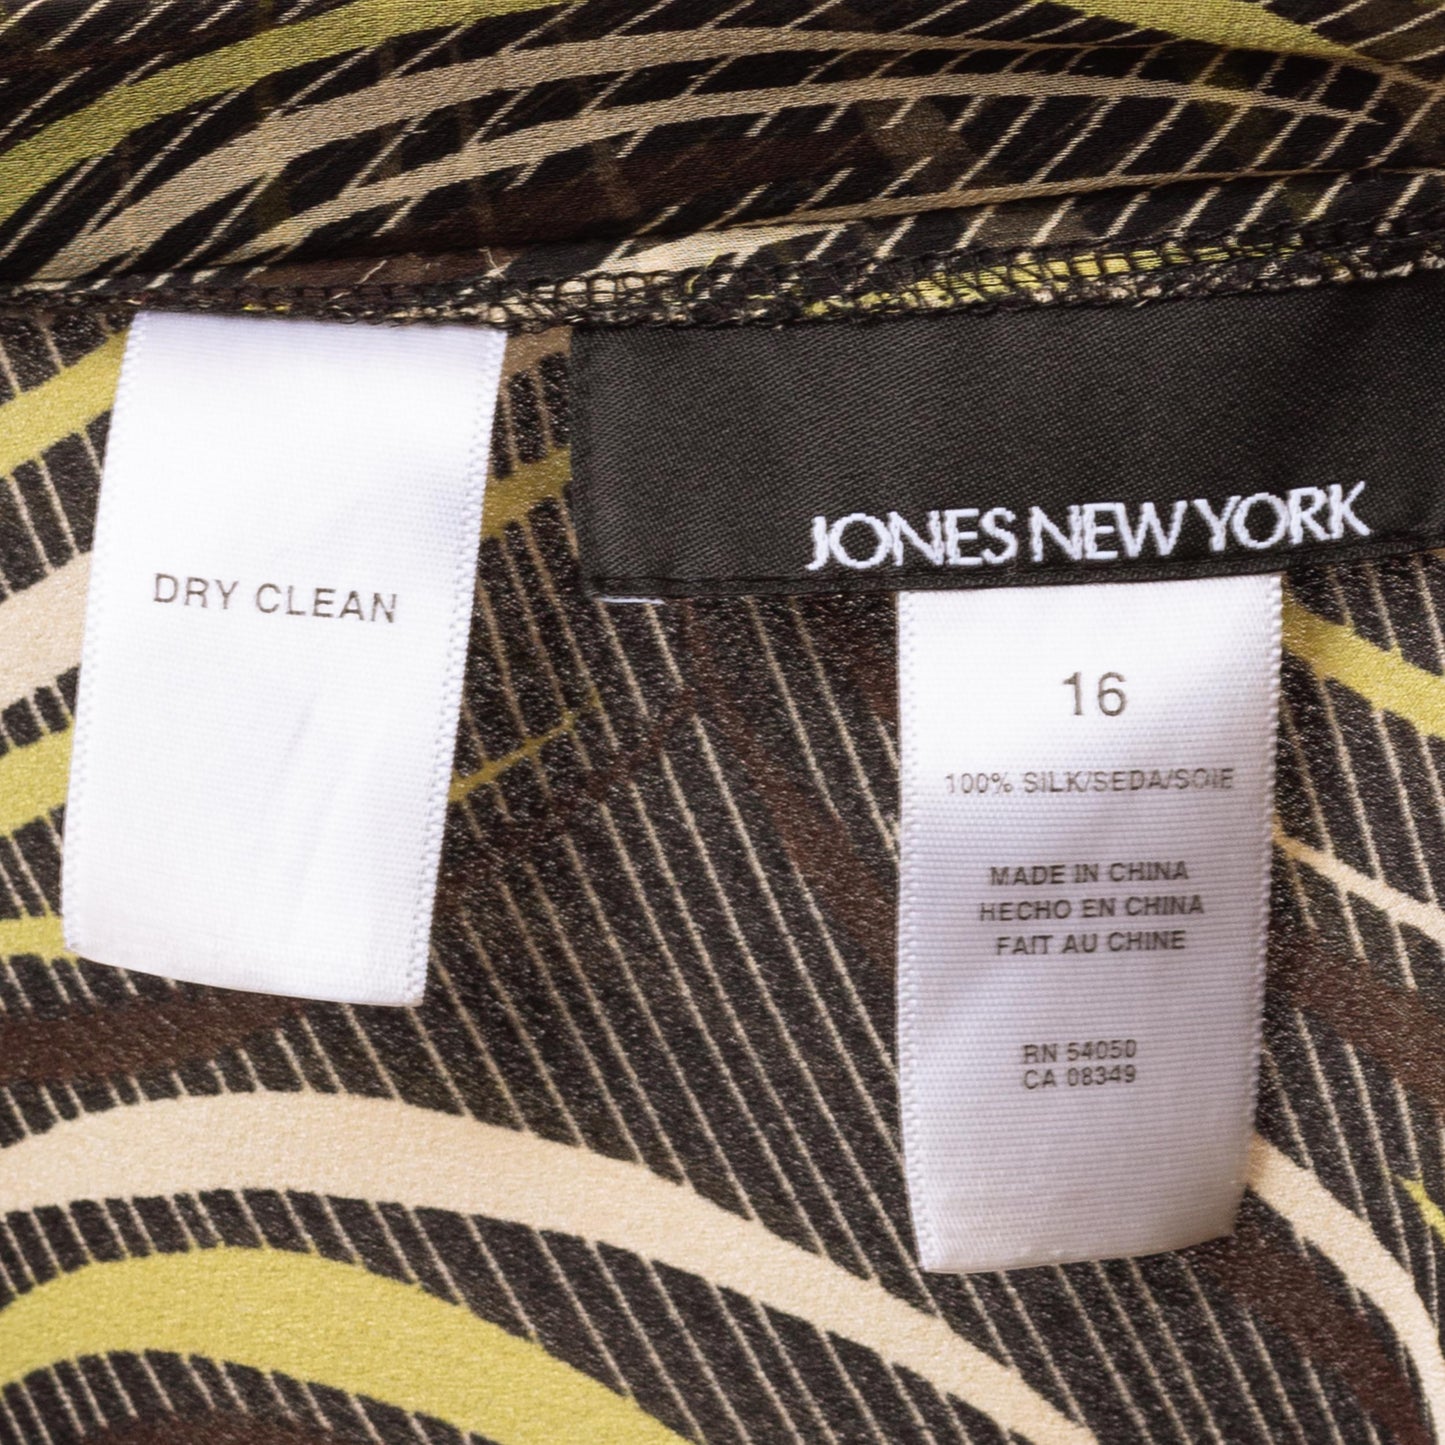 DRY CLEAN
JONES NEW YORK
16
100% SILK/SEDA/SOIE
MADE IN CHINA
HECHO EN CHINA
FAIT AU CHINE
RN 54050
CA 08349